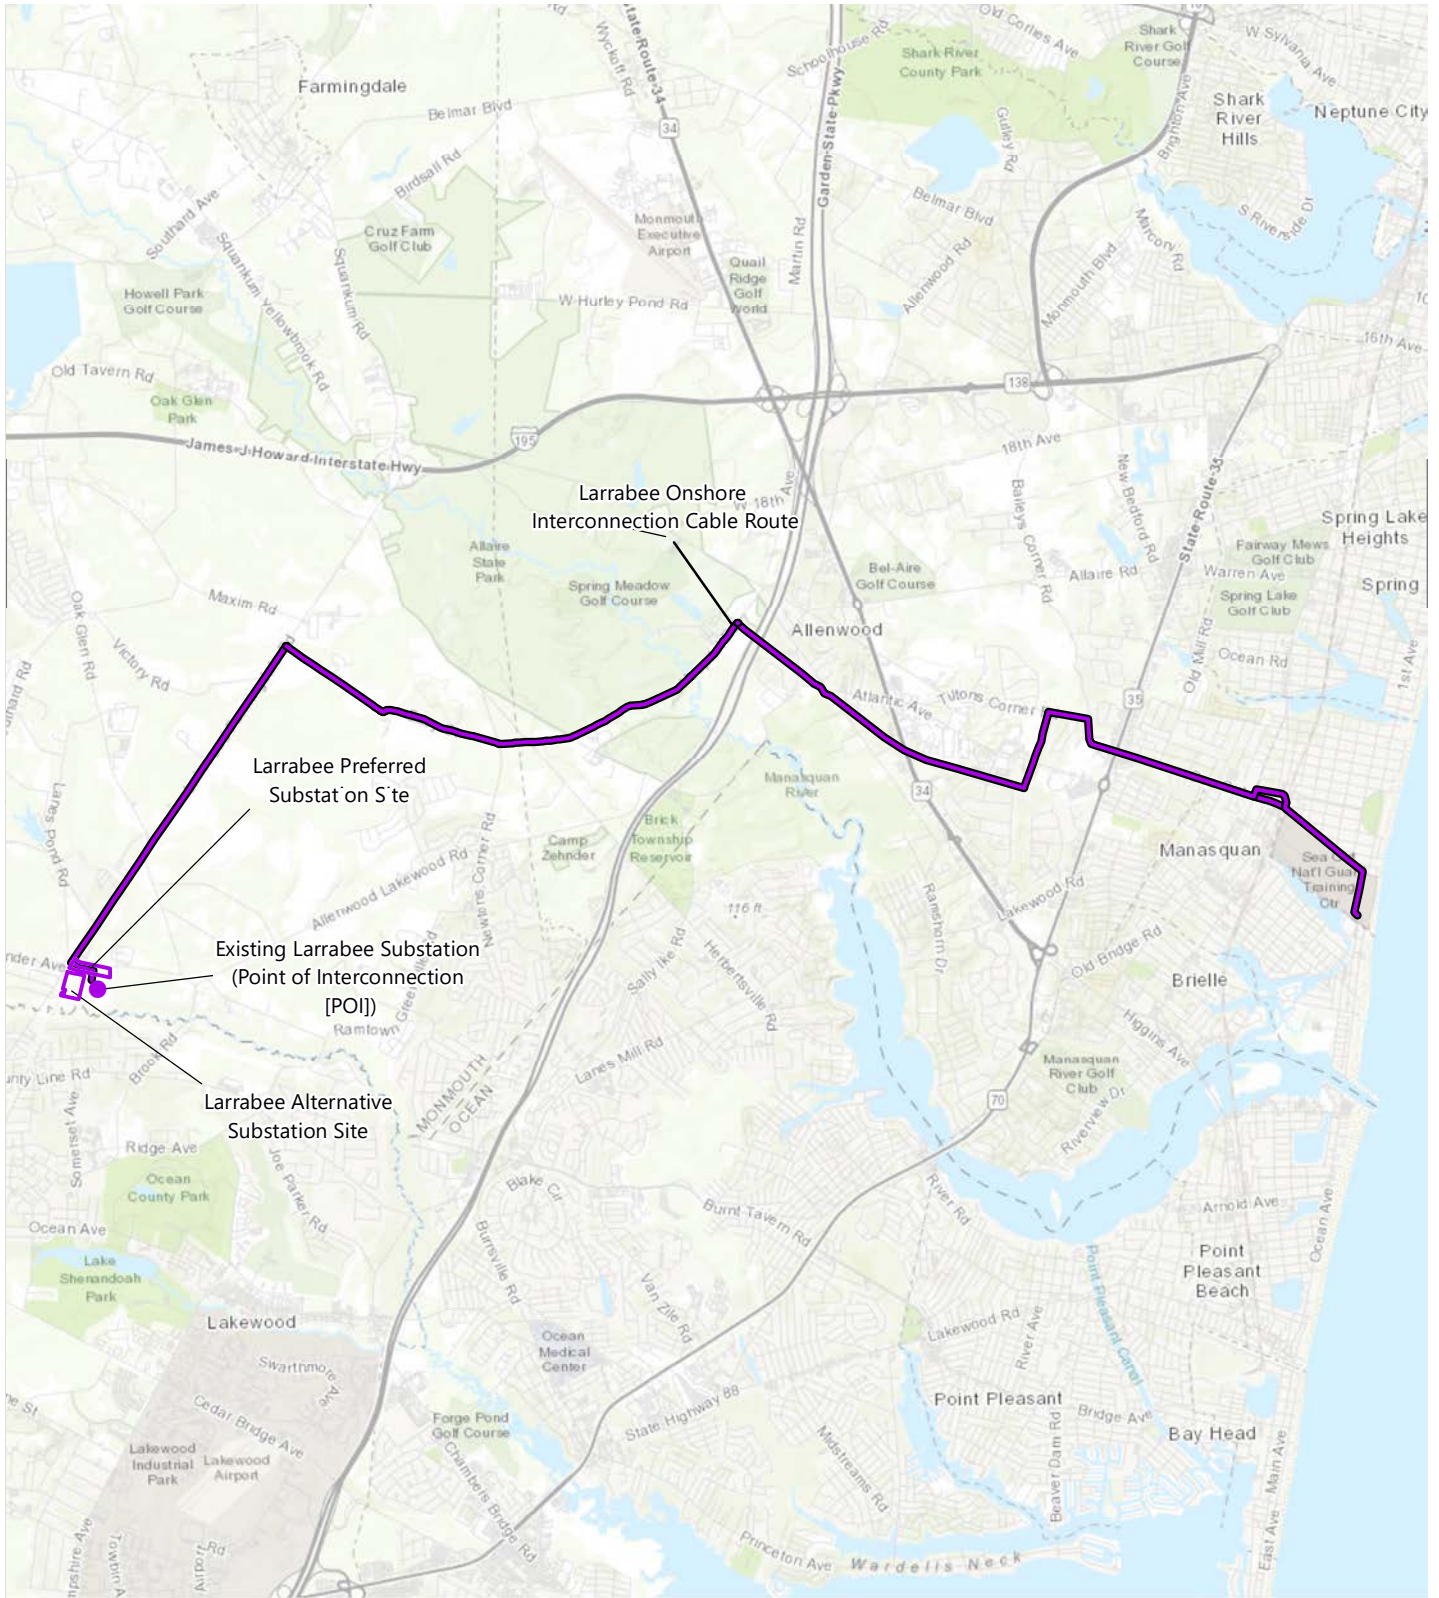 Farmingdale
Wyckoff Rd
State-Route-34
34
Schoolhouse Rd
Garden-State-Pkwy
Old Corlies Ave
Shark River
County Park
Shark
River Golf
Course
W Sylvania Ave
Shark
River
Hills
Neptune City
Brighton Ave
Gulley Rd
Belmar Blvd
Birdsall Rd
Southard Ave
Squankum Yellowbrook Rd
Squankum Rd
Cruz Farm
Golf Club
Monmouth
Executive
Airport
Quail
Ridge
Golf
World
Martin Rd
Belmar Blvd
Allenwood Rd
Monmouth Blvd
Marcony Rd
S Riverside Dr
Howell Park
Golf Course
W Hurley Pond Rd
16th Ave
Old Tavern Rd
Oak Glen
Park
138
James-J-Howard-Interstate-Hwy
195
18th Ave
W 18th Ave
Larrabee Onshore
Interconnection Cable Route
Baileys Corner Rd
New Bedford Rd
State-Route-35
Spring Lake
Heights
Fairway Mews
Golf Club
Warren Ave
Spring
Spring Lake
Golf Club
Allaire
State
Park
Spring Meadow
Golf Course
Bel-Aire
Golf Course
Allaire Rd
Maxim Rd
Oak Glen Rd
Victory Rd
Allenwood
Old Mill Rd
Ocean Rd
1st Ave
Atlantic Ave
Tiltons Corner
35
34
Larrabee Preferred
Substation Site
Lanes Pond Rd
Manasquan
River
Brick
Township
Reservoir
Camp
Zehnder
Newtons Corner Rd
Allenwood Lakewood Rd
116 ft
Manasquan
Sea Girt
Nat'l Guard
Training
Ctr
Lakewood Rd
Ramshorn Dr
Old Bridge Rd
Brielle
Existing Larrabee Substation
(Point of Interconnection
[POI])
Sally Ike Rd
Herbertsville Rd
Ramtown
Higgins Ave
Lanes Mill Rd
Brook Rd
MONMOUTH
OCEAN
Manasquan
River Golf
Club
Riverview Dr
70
Larrabee Alternative
Substation Site
Somerset Ave
Ridge Ave
Joe Parker Rd
Ocean
County Park
Ocean Ave
Blake Cir
Burnt Tavern Rd
River Rd
Arnold Ave
Ocean Ave
Lake
Shenandoah
Park
Burrsville Rd
Van Zile Rd
Point
Pleasant
Beach
Point Pleasant Canal
Lakewood
Swarthmore Ave
Ocean
Medical
Center
Lakewood Rd
River Ave
Cedar Bridge Ave
State Highway 88
Point Pleasant
Bridge Ave
Bay Head
Forge Pond
Golf Course
Lakewood
Industrial
Park
Lakewood
Airport
Chambers Bridge Rd
Midstreams Rd
Beaver Dam Rd
East Ave
Main Ave
Princeton Ave
Wardells Neck